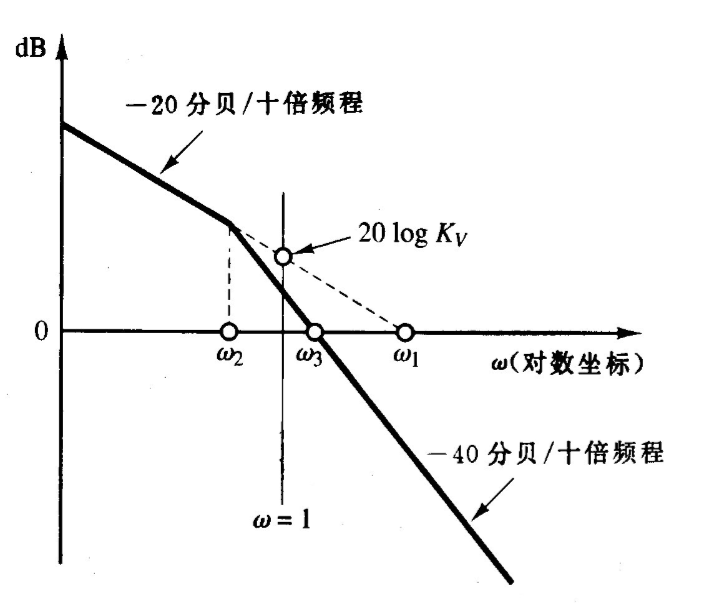 dB
−20 分贝/十倍频程
20 log K_V
0
ω₂
ω₃
ω₁
ω(对数坐标)
−40 分贝/十倍频程
ω = 1